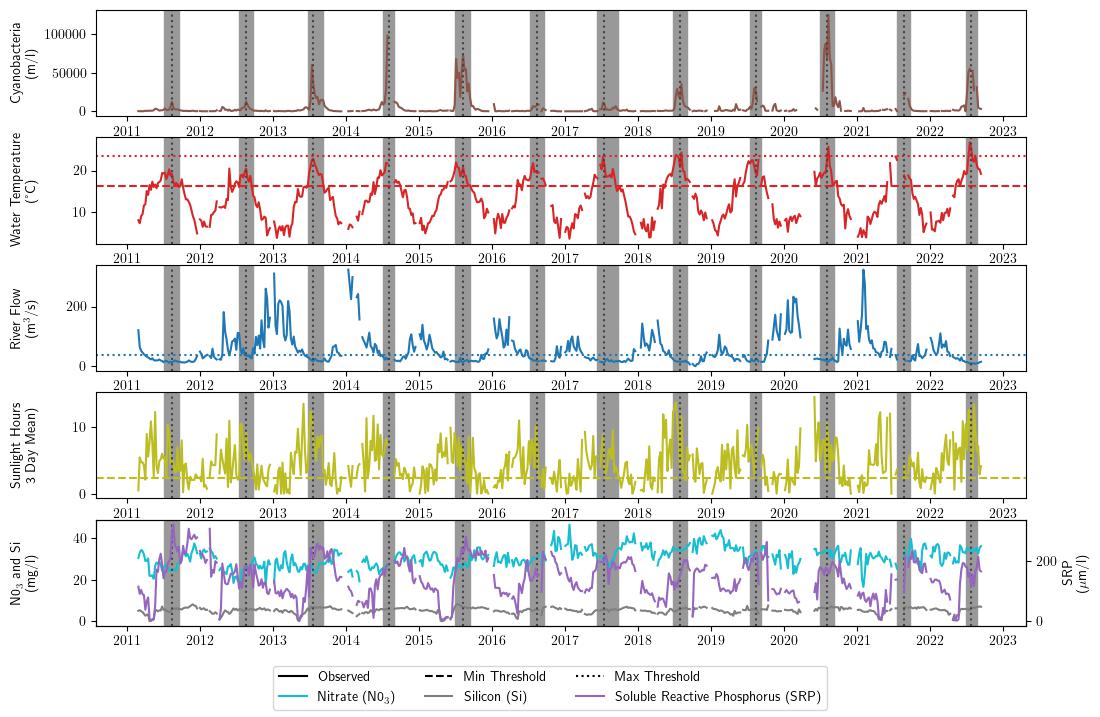 Cyanobacteria
(m/l)
100000
50000
0
2011 2012 2013 2014 2015 2016 2017 2018 2019 2020 2021 2022 2023
Water Temperature
(°C)
20
10
2011 2012 2013 2014 2015 2016 2017 2018 2019 2020 2021 2022 2023
River Flow
(m³/s)
200
0
2011 2012 2013 2014 2015 2016 2017 2018 2019 2020 2021 2022 2023
Sunlight Hours
3 Day Mean)
10
0
2011 2012 2013 2014 2015 2016 2017 2018 2019 2020 2021 2022 2023
N0₃ and Si
(mg/l)
40
20
0
200
0
SRP
(μm/l)
2011 2012 2013 2014 2015 2016 2017 2018 2019 2020 2021 2022 2023
Observed Min Threshold Max Threshold
Nitrate (N0₃) Silicon (Si) Soluble Reactive Phosphorus (SRP)